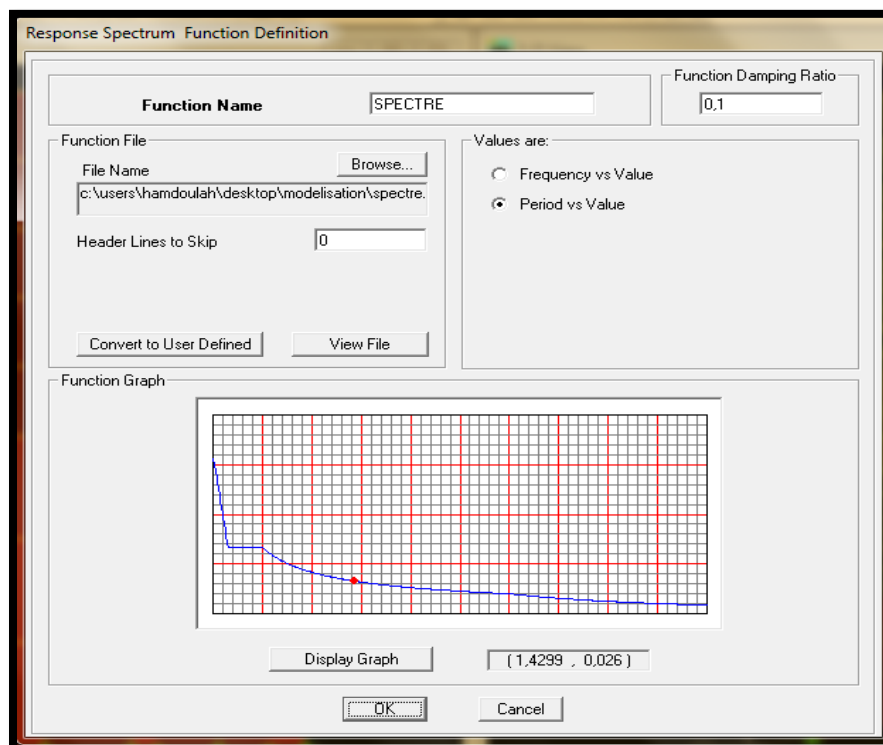 Response Spectrum Function Definition
Function Damping Ratio
Function Name
SPECTRE
0,1
Function File
Values are:
File Name
Browse...
c:\users\hamdoulah\desktop\modelisation\spectre.
Header Lines to Skip
0
Frequency vs Value
Period vs Value
Convert to User Defined
View File
Function Graph
Display Graph
(1,4299 , 0,026 )
OK
Cancel